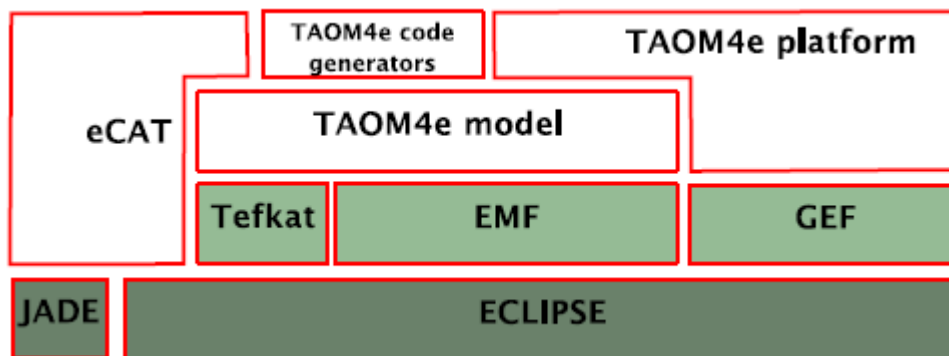 TAOM4e code
generators
TAOM4e platform
eCAT
TAOM4e model
Tefkat
EMF
GEF
JADE
ECLIPSE